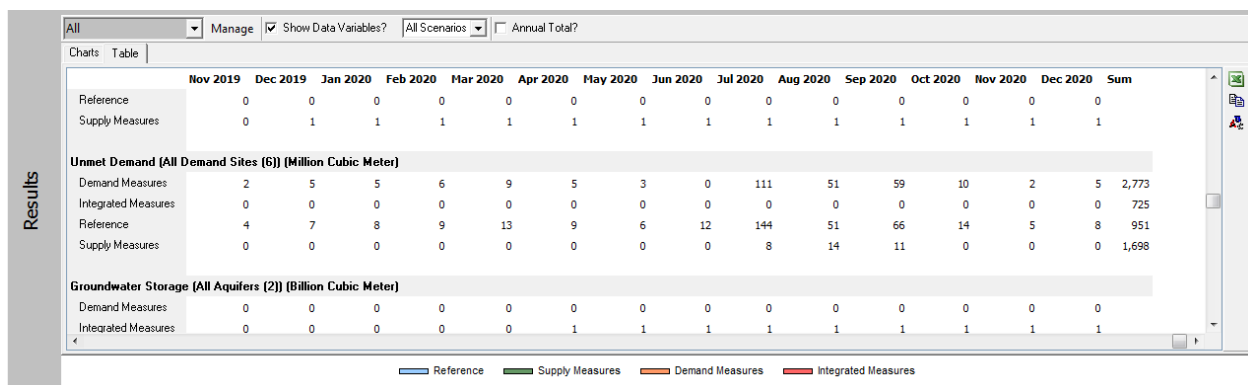 All Manage Show Data Variables? All Scenarios Annual Total?
Charts Table
Nov 2019 Dec 2019 Jan 2020 Feb 2020 Mar 2020 Apr 2020 May 2020 Jun 2020 Jul 2020 Aug 2020 Sep 2020 Oct 2020 Nov 2020 Dec 2020 Sum
Reference 0 0 0 0 0 0 0 0 0 0 0 0 0 0
Supply Measures 0 1 1 1 1 1 1 1 1 1 1 1 1 1
Unmet Demand (All Demand Sites (6)) (Million Cubic Meter)
Demand Measures 2 5 5 6 9 5 3 0 111 51 59 10 2 5 2,773
Integrated Measures 0 0 0 0 0 0 0 0 0 0 0 0 0 0 725
Reference 4 7 8 9 13 9 6 12 144 51 66 14 5 8 951
Supply Measures 0 0 0 0 0 0 0 0 8 14 11 0 0 0 1,698
Groundwater Storage (All Aquifers (2)) (Billion Cubic Meter)
Demand Measures 0 0 0 0 0 0 0 0 0 0 0 0 0 0
Integrated Measures 0 0 0 0 0 1 1 1 1 1 1 1 1 1
Results
Reference Supply Measures Demand Measures Integrated Measures